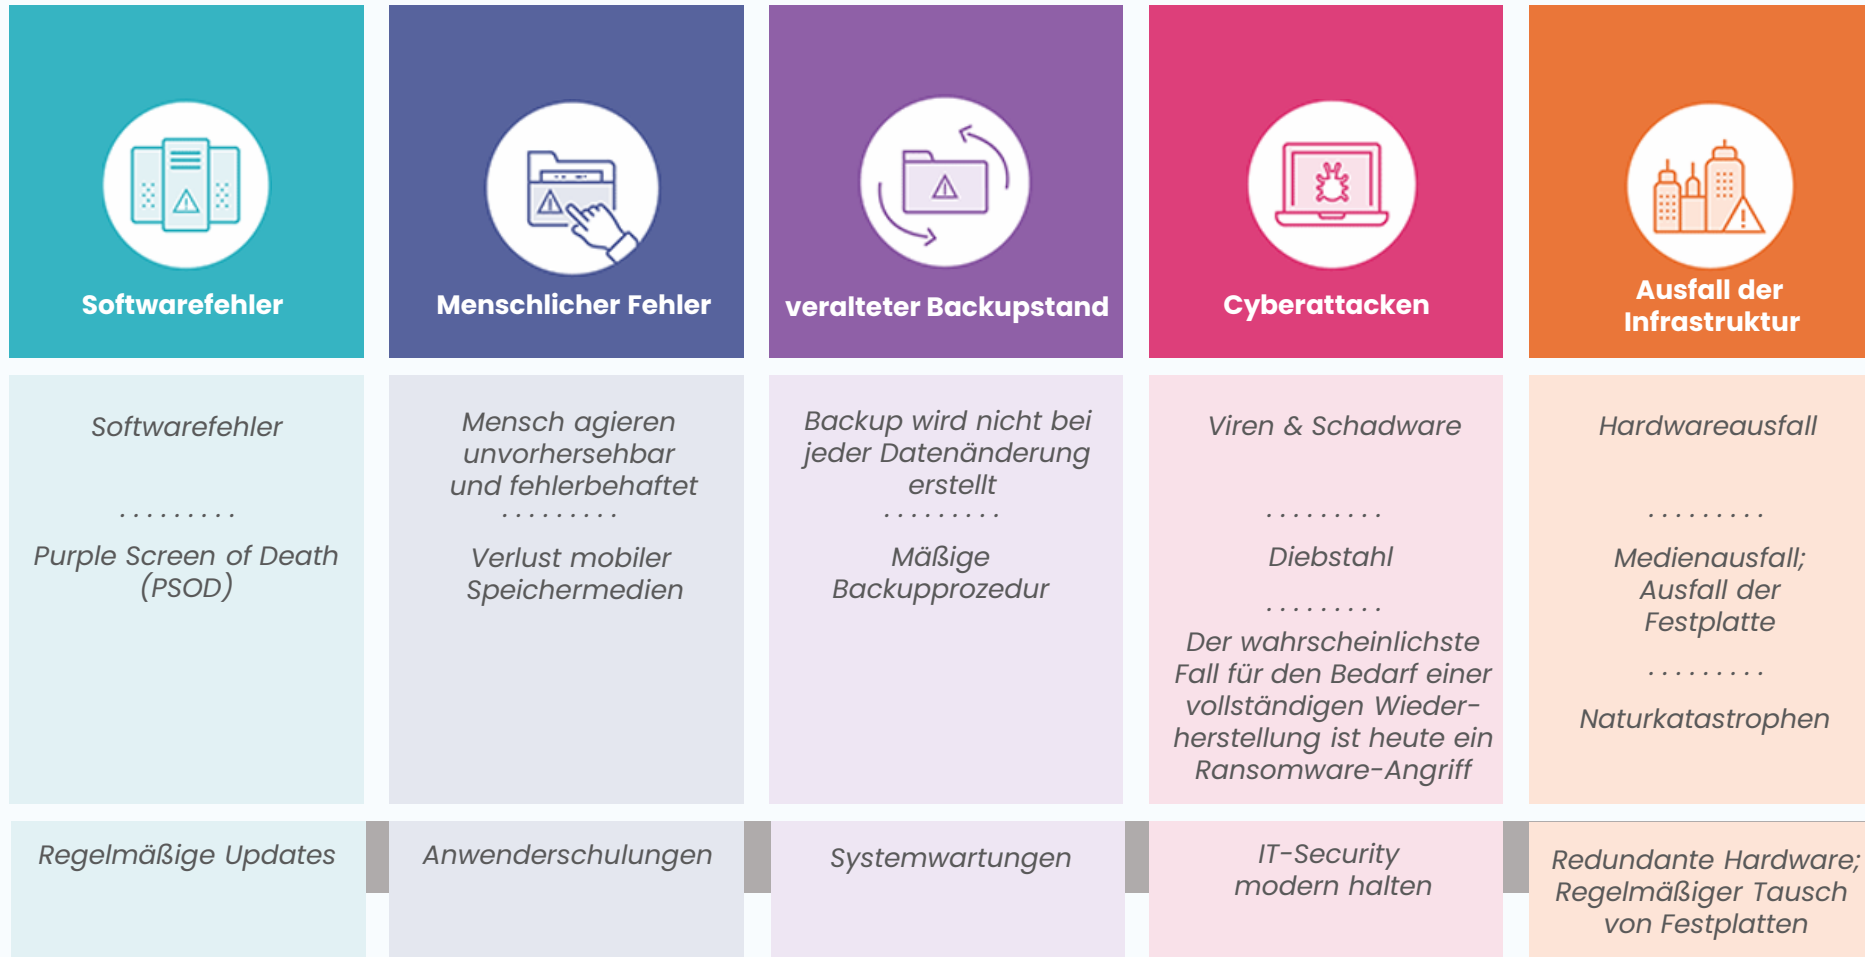 Softwarefehler
Menschlicher Fehler
veralteter Backupstand
Cyberattacken
Ausfall der
Infrastruktur
Softwarefehler
. . . . . . . . .
Purple Screen of Death
(PSOD)
Mensch agieren
unvorhersehbar
und fehlerbehaftet
. . . . . . . . .
Verlust mobiler
Speichermedien
Backup wird nicht bei
jeder Datenänderung
erstellt
. . . . . . . . .
Mäßige
Backupprozedur
Viren & Schadware
. . . . . . . . .
Diebstahl
. . . . . . . . .
Der wahrscheinlichste
Fall für den Bedarf einer
vollständigen Wieder-
herstellung ist heute ein
Ransomware-Angriff
Hardwareausfall
. . . . . . . . .
Medienausfall;
Ausfall der
Festplatte
. . . . . . . . .
Naturkatastrophen
Regelmäßige Updates
Anwenderschulungen
Systemwartungen
IT-Security
modern halten
Redundante Hardware;
Regelmäßiger Tausch
von Festplatten